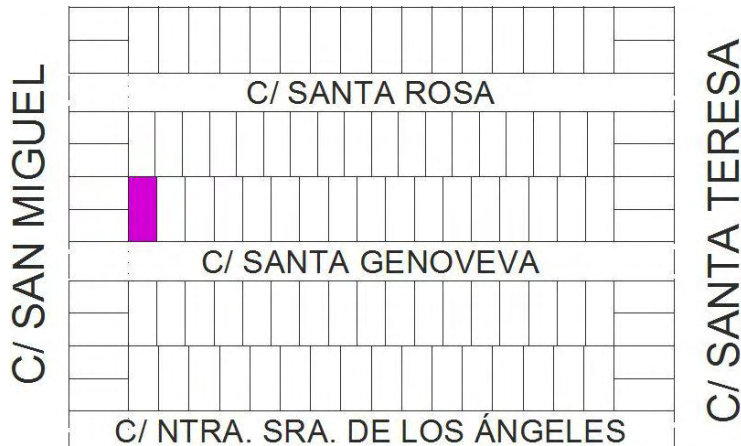 C/ SAN MIGUEL
C/ SANTA ROSA
C/ SANTA GENOVEVA
C/ NTRA. SRA. DE LOS ÁNGELES
C/ SANTA TERESA